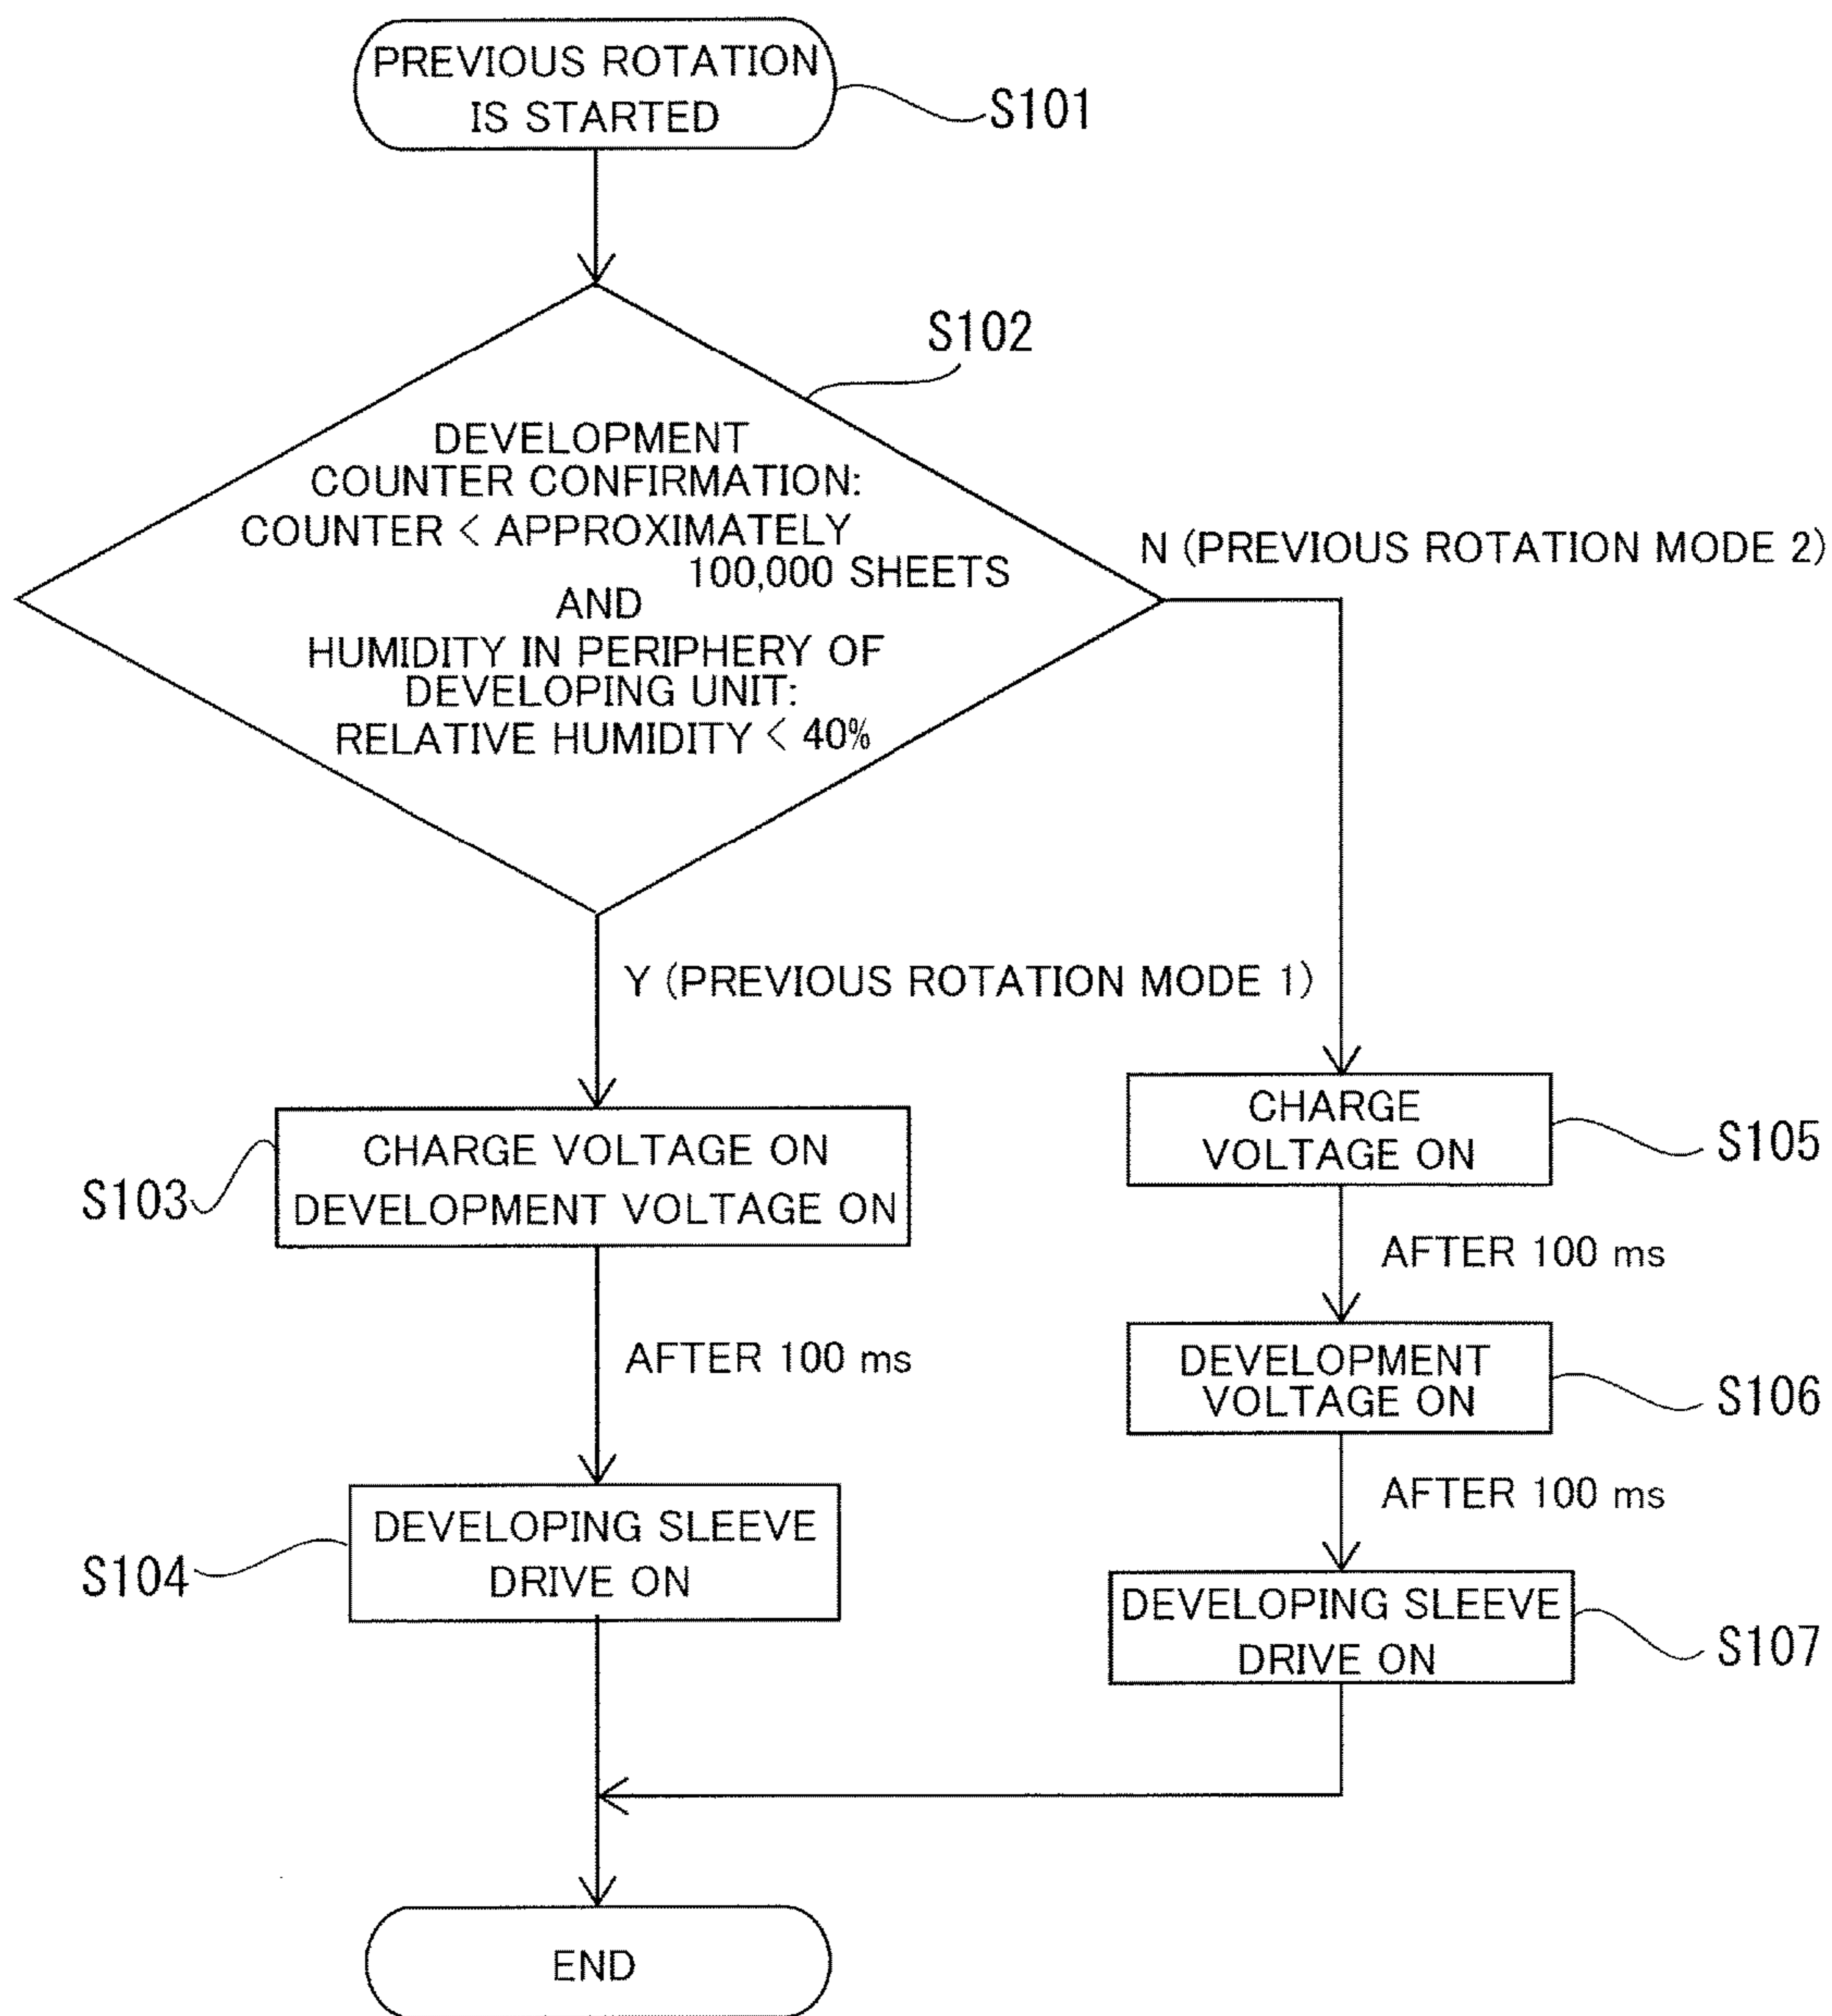 PREVIOUS ROTATION
IS STARTED
S101
S102
DEVELOPMENT
COUNTER CONFIRMATION:
COUNTER < APPROXIMATELY
100,000 SHEETS
AND
HUMIDITY IN PERIPHERY OF
DEVELOPING UNIT:
RELATIVE HUMIDITY < 40%
N (PREVIOUS ROTATION MODE 2)
Y (PREVIOUS ROTATION MODE 1)
CHARGE VOLTAGE ON
DEVELOPMENT VOLTAGE ON
S103
AFTER 100 ms
DEVELOPING SLEEVE
DRIVE ON
S104
CHARGE
VOLTAGE ON
S105
AFTER 100 ms
DEVELOPMENT
VOLTAGE ON
S106
AFTER 100 ms
DEVELOPING SLEEVE
DRIVE ON
S107
END